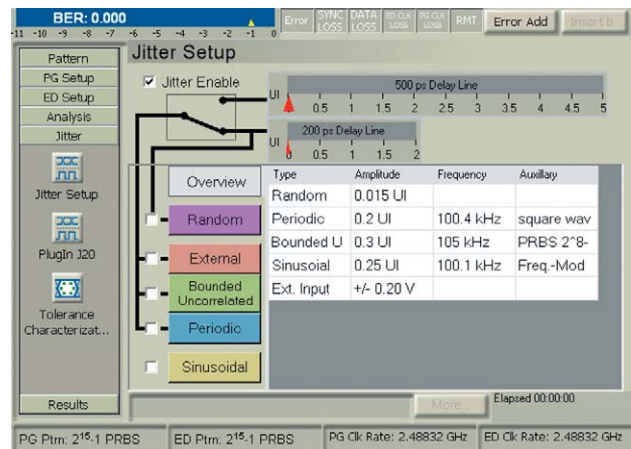 BER: 0.000
-11 -10 -9 -8 -7 -6 -5 -4 -3 -2 -1 0
Error
SYNC LOSS
DATA LOSS
ED CLK LOSS
PG CLK LOSS
RMT
Error Add
Insert B
Pattern
PG Setup
ED Setup
Analysis
Jitter
Jitter Setup
PlugIn J20
Tolerance
Characterizat...
Results
Jitter Setup
Jitter Enable
500 ps Delay Line
UI
0.5 1 1.5 2 2.5 3 3.5 4 4.5 5
200 ps Delay Line
UI
0 0.5 1 1.5 2
Overview
Random
External
Bounded
Uncorrelated
Periodic
Sinusoidal
Type Amplitude Frequency Auxillary
Random 0.015 UI
Periodic 0.2 UI 100.4 kHz square wav
Bounded U 0.3 UI 105 kHz PRBS 2^8-
Sinusoial 0.25 UI 100.1 kHz Freq.-Mod
Ext. Input +/- 0.20 V
More...
Elapsed 00:00:00
PG Ptrn: 2¹⁵-1 PRBS
ED Ptrn: 2¹⁵-1 PRBS
PG Clk Rate: 2.48832 GHz
ED Clk Rate: 2.48832 GHz